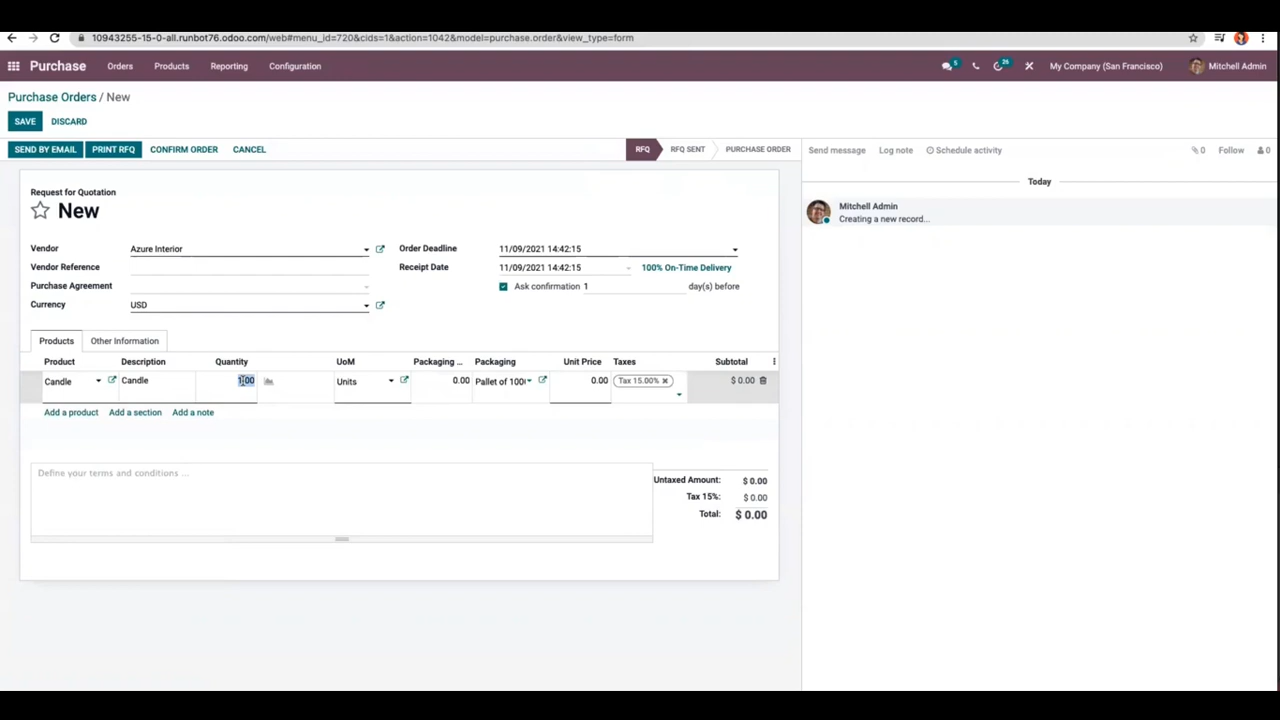 10943255-15-0-all.runbot76.odoo.com/web#menu_id=720&cids=1&action=1042&model=purchase.order&view_type=form
Purchase Orders Products Reporting Configuration 5 26 My Company (San Francisco) Mitchell Admin
Purchase Orders / New
SAVE DISCARD
SEND BY EMAIL PRINT RFQ CONFIRM ORDER CANCEL RFQ RFQ SENT PURCHASE ORDER Send message Log note Schedule activity 0 Follow 0
Today
Request for Quotation
New
Mitchell Admin
Creating a new record...
Vendor Azure Interior Order Deadline 11/09/2021 14:42:15
Vendor Reference Receipt Date 11/09/2021 14:42:15 100% On-Time Delivery
Purchase Agreement Ask confirmation 1 day(s) before
Currency USD
Products Other Information
Product Description Quantity UoM Packaging ... Packaging Unit Price Taxes Subtotal
Candle Candle 1.00 Units 0.00 Pallet of 100 0.00 Tax 15.00% $ 0.00
Add a product Add a section Add a note
Define your terms and conditions ...
Untaxed Amount: $ 0.00
Tax 15%: $ 0.00
Total: $ 0.00